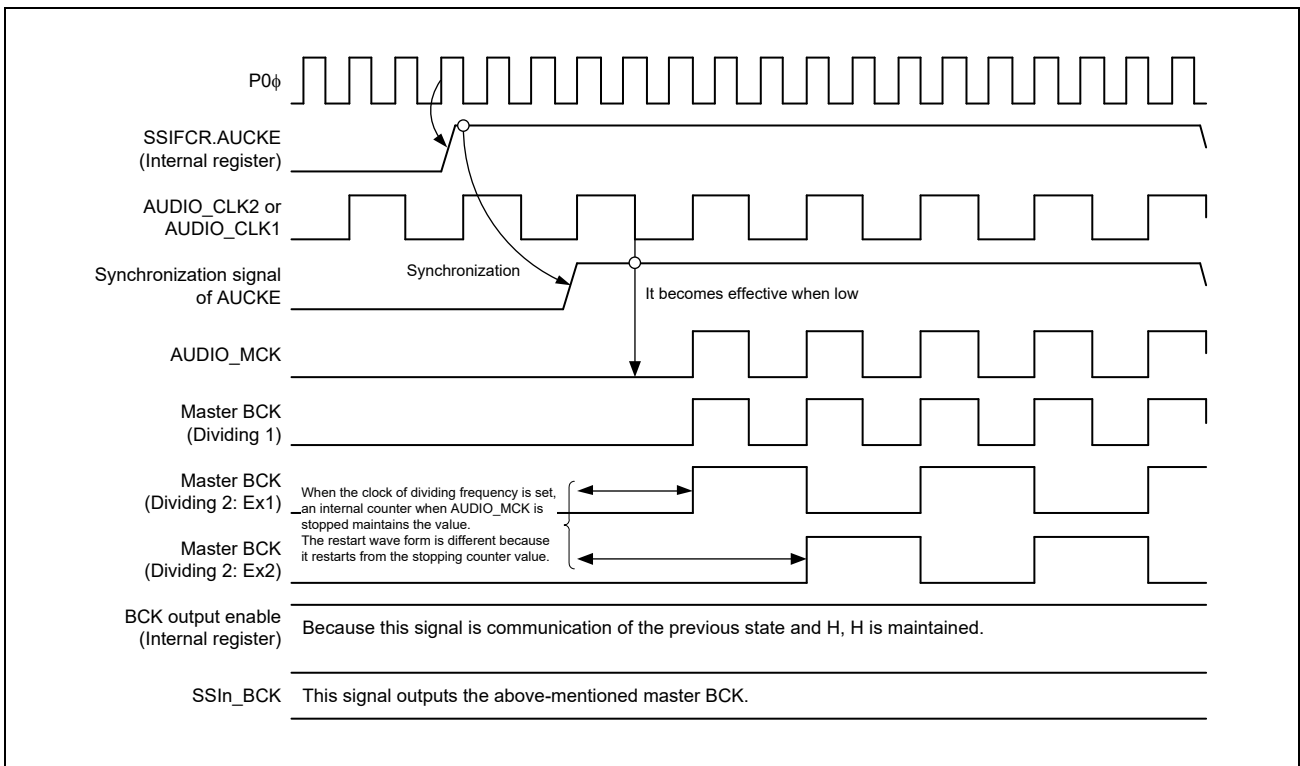 P0ϕ
SSIFCR.AUCKE
(Internal register)
AUDIO_CLK2 or
AUDIO_CLK1
Synchronization signal
of AUCKE
Synchronization
It becomes effective when low
AUDIO_MCK
Master BCK
(Dividing 1)
Master BCK
(Dividing 2: Ex1)
When the clock of dividing frequency is set,
an internal counter when AUDIO_MCK is
stopped maintains the value.
The restart wave form is different because
it restarts from the stopping counter value.
Master BCK
(Dividing 2: Ex2)
BCK output enable
(Internal register)
Because this signal is communication of the previous state and H, H is maintained.
SSIn_BCK
This signal outputs the above-mentioned master BCK.